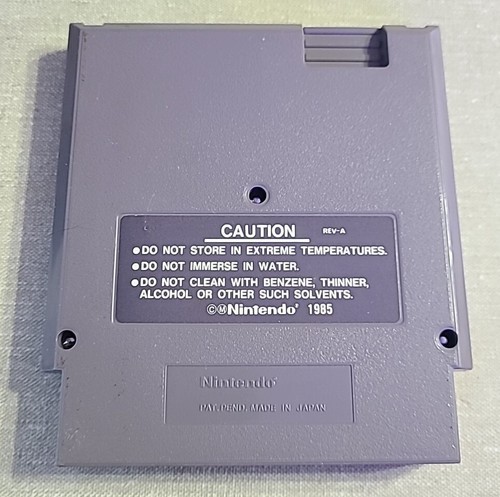 CAUTION REV-A
•DO NOT STORE IN EXTREME TEMPERATURES.
•DO NOT IMMERSE IN WATER.
•DO NOT CLEAN WITH BENZENE, THINNER,
ALCOHOL OR OTHER SUCH SOLVENTS.
©ⓂNintendo® 1985
Nintendo®
PAT. PEND. MADE IN JAPAN